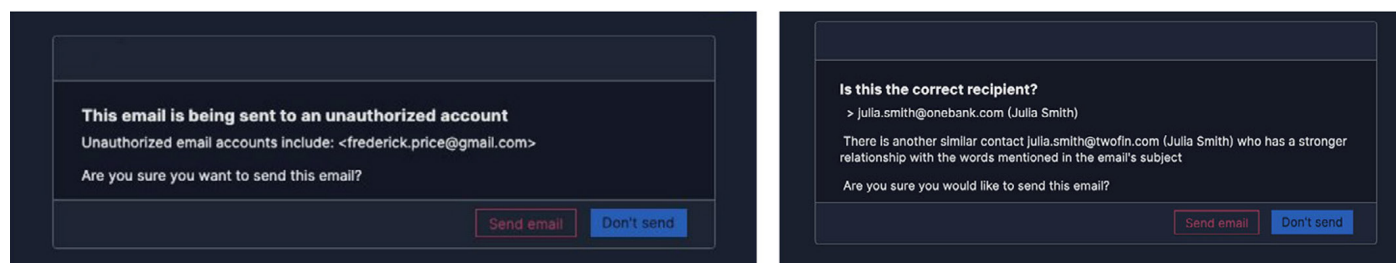 This email is being sent to an unauthorized account
Unauthorized email accounts include: <frederick.price@gmail.com>
Are you sure you want to send this email?
Send email
Don't send
Is this the correct recipient?
> julia.smith@onebank.com (Julia Smith)
There is another similar contact julia.smith@twofin.com (Julia Smith) who has a stronger
relationship with the words mentioned in the email's subject
Are you sure you would like to send this email?
Send email
Don't send